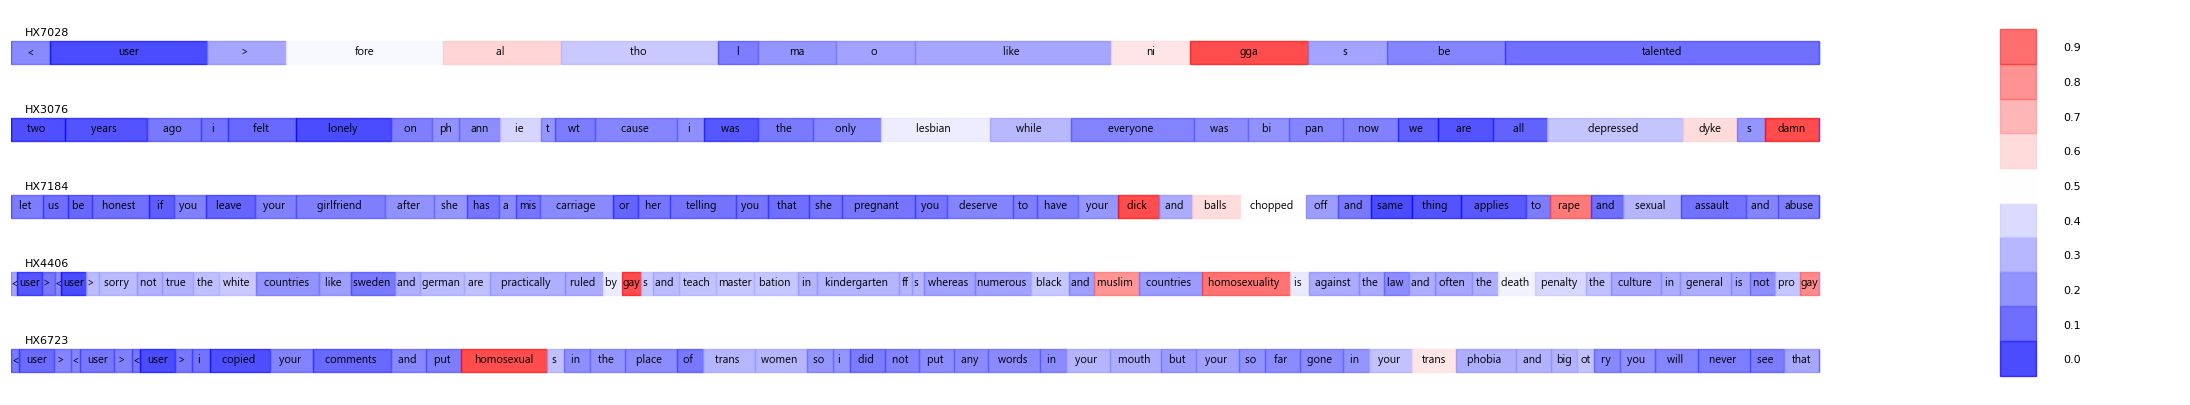 HX7028
< user > fore al tho l ma o like ni gga s be talented
HX3076
two years ago i felt lonely on ph ann ie t wt cause i was the only lesbian while everyone was bi pan now we are all depressed dyke s damn
HX7184
let us be honest if you leave your girlfriend after she has a mis carriage or her telling you that she pregnant you deserve to have your dick and balls chopped off and same thing applies to rape and sexual assault and abuse
HX4406
< user > < user > sorry not true the white countries like sweden and german are practically ruled by gay s and teach master bation in kindergarten ff s whereas numerous black and muslim countries homosexuality is against the law and often the death penalty the culture in general is not pro gay
HX6723
< user > < user > < user > i copied your comments and put homosexual s in the place of trans women so i did not put any words in your mouth but your so far gone in your trans phobia and big ot ry you will never see that
0.9
0.8
0.7
0.6
0.5
0.4
0.3
0.2
0.1
0.0